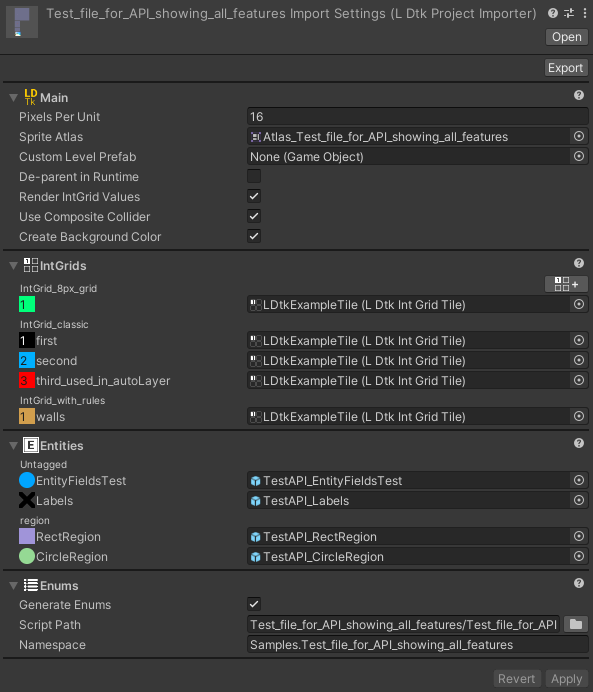 Test_file_for_API_showing_all_features Import Settings (L Dtk Project Importer)
Open
Export
LD Tk Main
Pixels Per Unit 16
Sprite Atlas Atlas_Test_file_for_API_showing_all_features
Custom Level Prefab None (Game Object)
De-parent in Runtime
Render IntGrid Values
Use Composite Collider
Create Background Color
IntGrids
IntGrid_8px_grid
1 LDtkExampleTile (L Dtk Int Grid Tile)
IntGrid_classic
1 first LDtkExampleTile (L Dtk Int Grid Tile)
2 second LDtkExampleTile (L Dtk Int Grid Tile)
3 third_used_in_autoLayer LDtkExampleTile (L Dtk Int Grid Tile)
IntGrid_with_rules
1 walls LDtkExampleTile (L Dtk Int Grid Tile)
E Entities
Untagged
EntityFieldsTest TestAPI_EntityFieldsTest
Labels TestAPI_Labels
region
RectRegion TestAPI_RectRegion
CircleRegion TestAPI_CircleRegion
Enums
Generate Enums
Script Path Test_file_for_API_showing_all_features/Test_file_for_API
Namespace Samples.Test_file_for_API_showing_all_features
Revert Apply